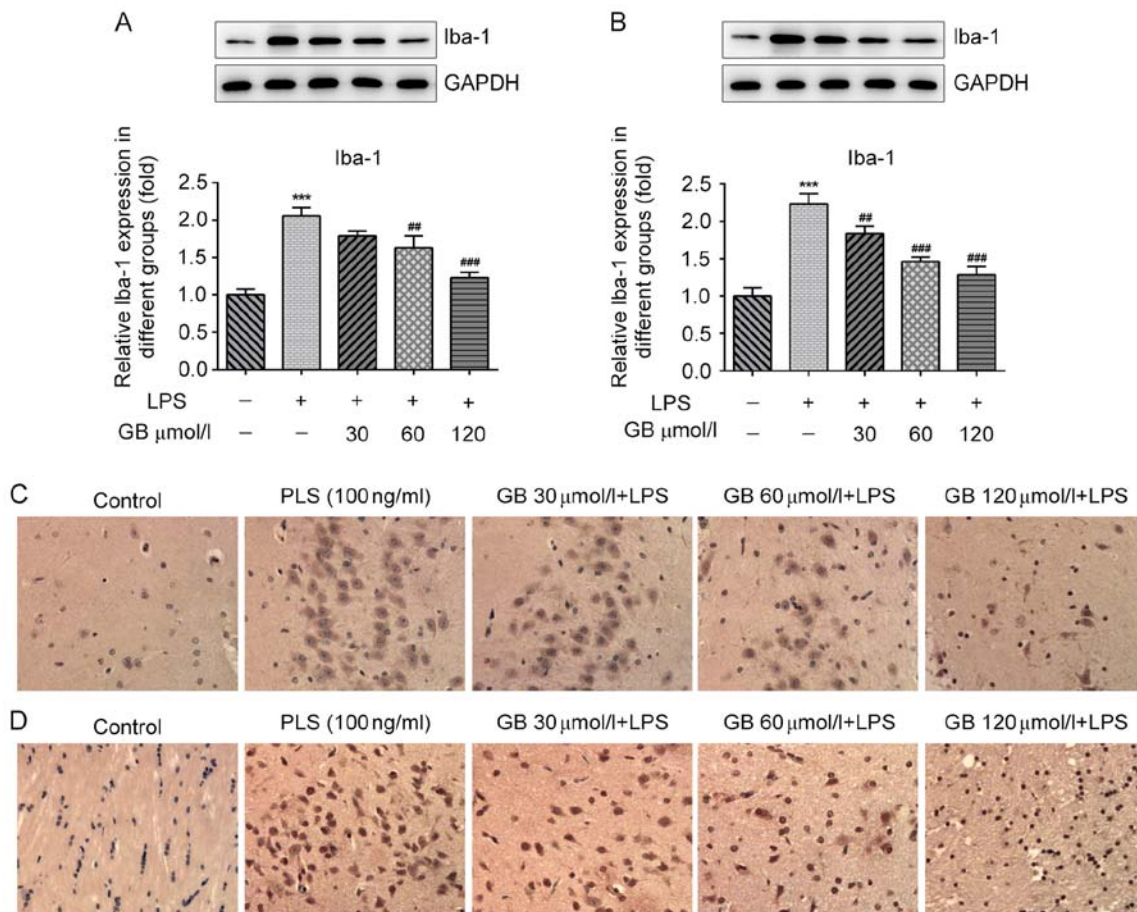 A
Iba-1
GAPDH
Iba-1
Relative Iba-1 expression in
different groups (fold)
2.5
2.0
1.5
1.0
0.5
0.0
***
##
###
LPS – + + + +
GB μmol/l – – 30 60 120
B
Iba-1
GAPDH
Iba-1
Relative Iba-1 expression in
different groups (fold)
2.5
2.0
1.5
1.0
0.5
0.0
***
##
###
###
LPS – + + + +
GB μmol/l – – 30 60 120
C
Control
PLS (100 ng/ml)
GB 30 μmol/l+LPS
GB 60 μmol/l+LPS
GB 120 μmol/l+LPS
D
Control
PLS (100 ng/ml)
GB 30 μmol/l+LPS
GB 60 μmol/l+LPS
GB 120 μmol/l+LPS